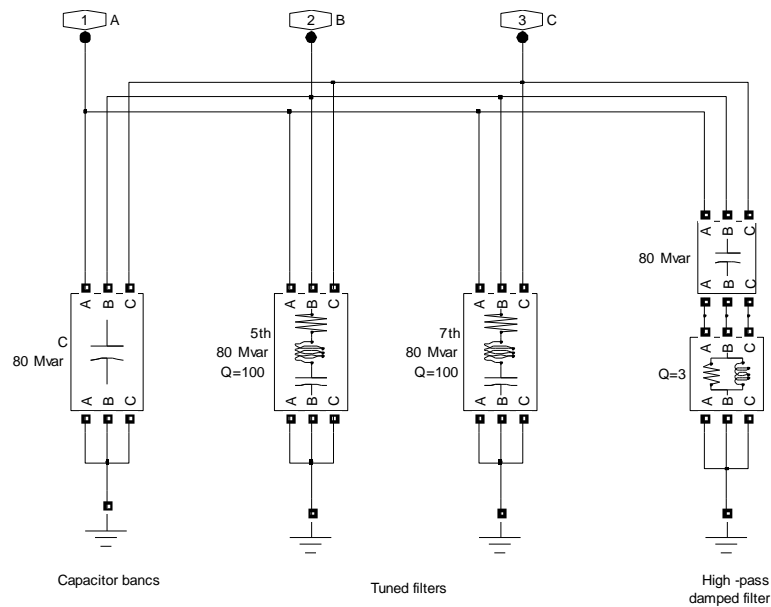 1 A
2 B
3 C
A B C
80 Mvar
A B C
A B C
C
80 Mvar
A B C
A B C
5th
80 Mvar
Q=100
A B C
A B C
7th
80 Mvar
Q=100
A B C
A B C
Q=3
A B C
Capacitor bancs
Tuned filters
High -pass
damped filter